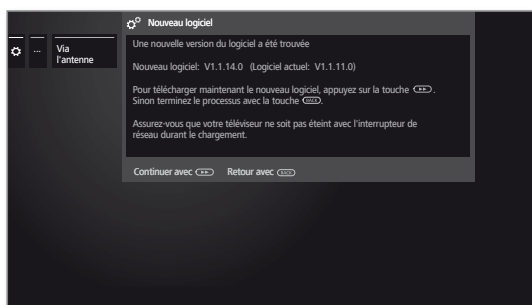 Nouveau logiciel
... Via
l'antenne
Une nouvelle version du logiciel a été trouvée
Nouveau logiciel: V1.1.14.0 (Logiciel actuel: V1.1.11.0)
Pour télécharger maintenant le nouveau logiciel, appuyez sur la touche ▶▶.
Sinon terminez le processus avec la touche BACK.
Assurez-vous que votre téléviseur ne soit pas éteint avec l'interrupteur de
réseau durant le chargement.
Continuer avec ▶▶ Retour avec BACK